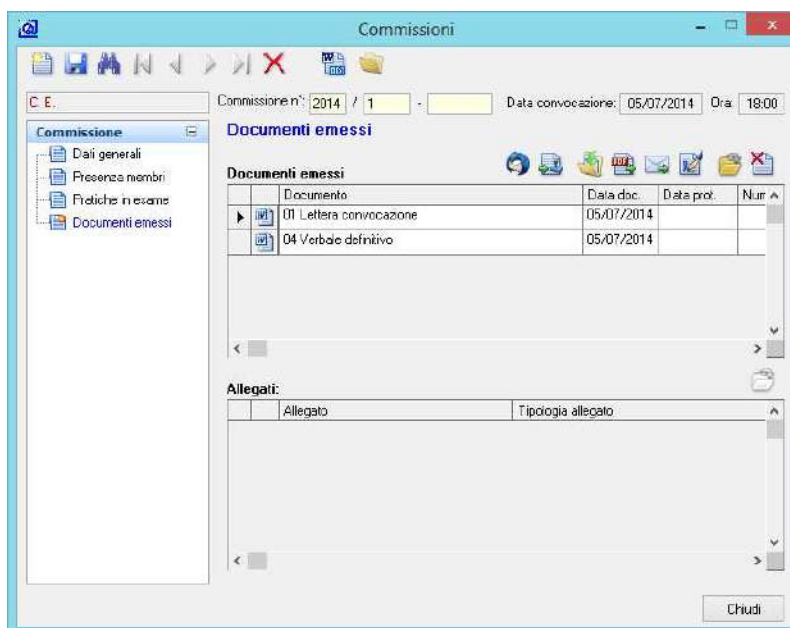 Commissioni
C. E.
Commissione n°: 2014 / 1 -
Data convocazione: 05/07/2014 Ora: 18:00
Commissione
Dati generali
Presenza membri
Pratiche in esame
Documenti emessi
Documenti emessi
Documenti emessi
Documento Data doc. Data prot. Num
01 Lettera convocazione 05/07/2014
04 Verbale definitivo 05/07/2014
Allegati:
Allegato Tipologia allegato
Chiudi